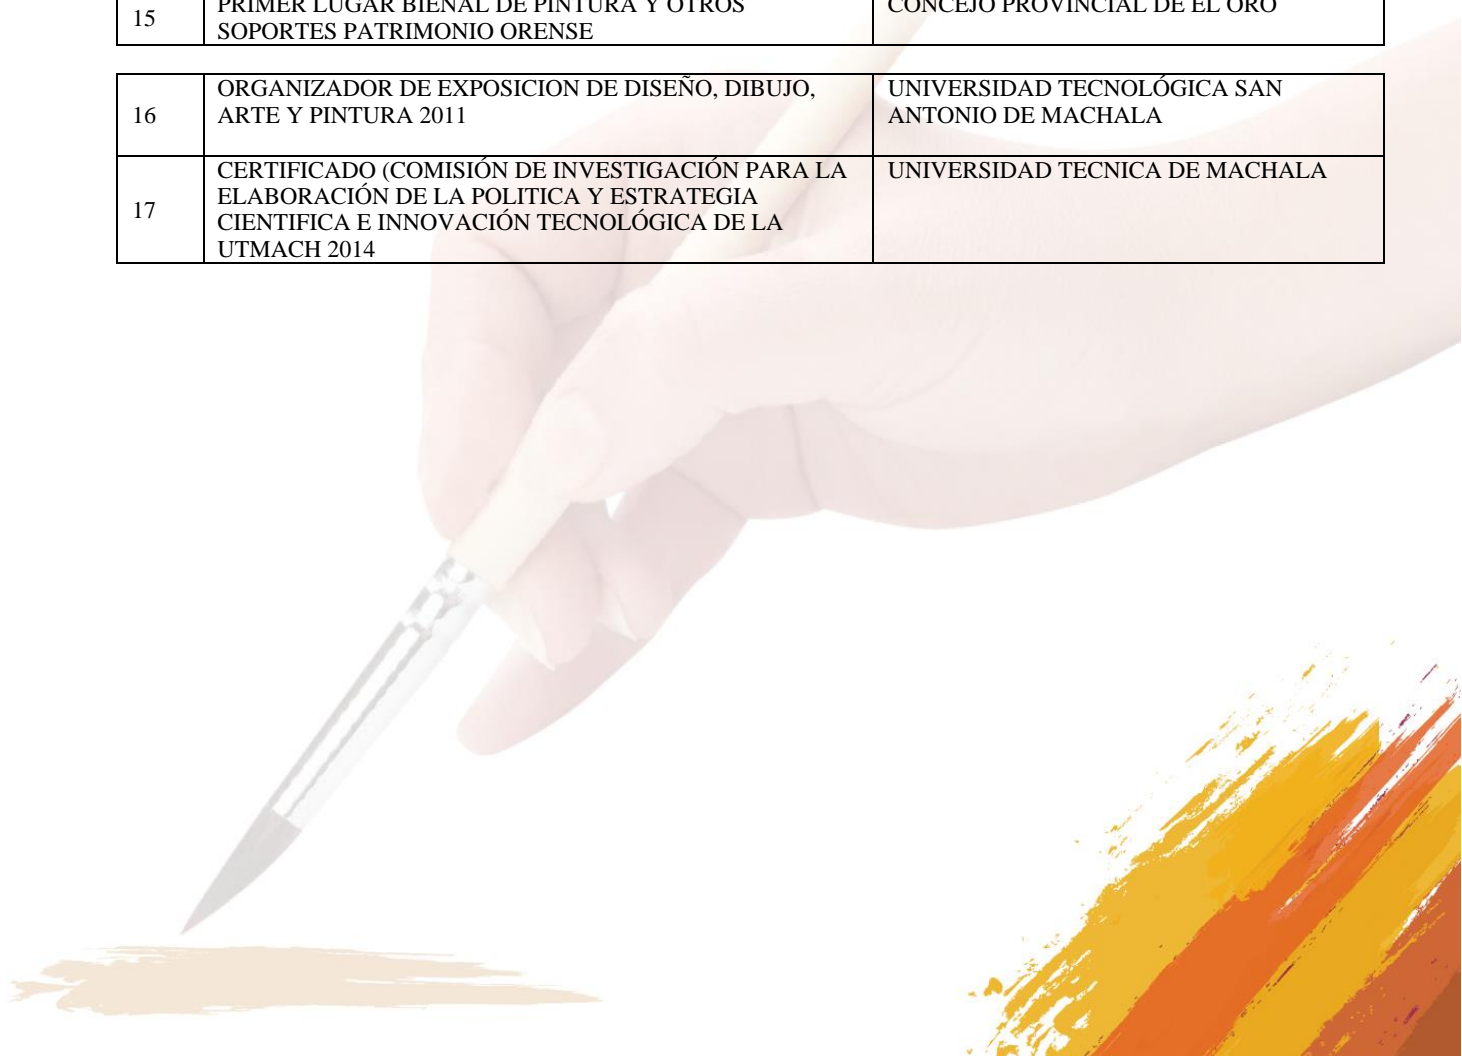 15
PRIMER LUGAR BIENAL DE PINTURA Y OTROS
SOPORTES PATRIMONIO ORENSE
CONCEJO PROVINCIAL DE EL ORO
16
ORGANIZADOR DE EXPOSICION DE DISEÑO, DIBUJO,
ARTE Y PINTURA 2011
UNIVERSIDAD TECNOLÓGICA SAN
ANTONIO DE MACHALA
17
CERTIFICADO (COMISIÓN DE INVESTIGACIÓN PARA LA
ELABORACIÓN DE LA POLITICA Y ESTRATEGIA
CIENTIFICA E INNOVACIÓN TECNOLÓGICA DE LA
UTMACH 2014
UNIVERSIDAD TECNICA DE MACHALA